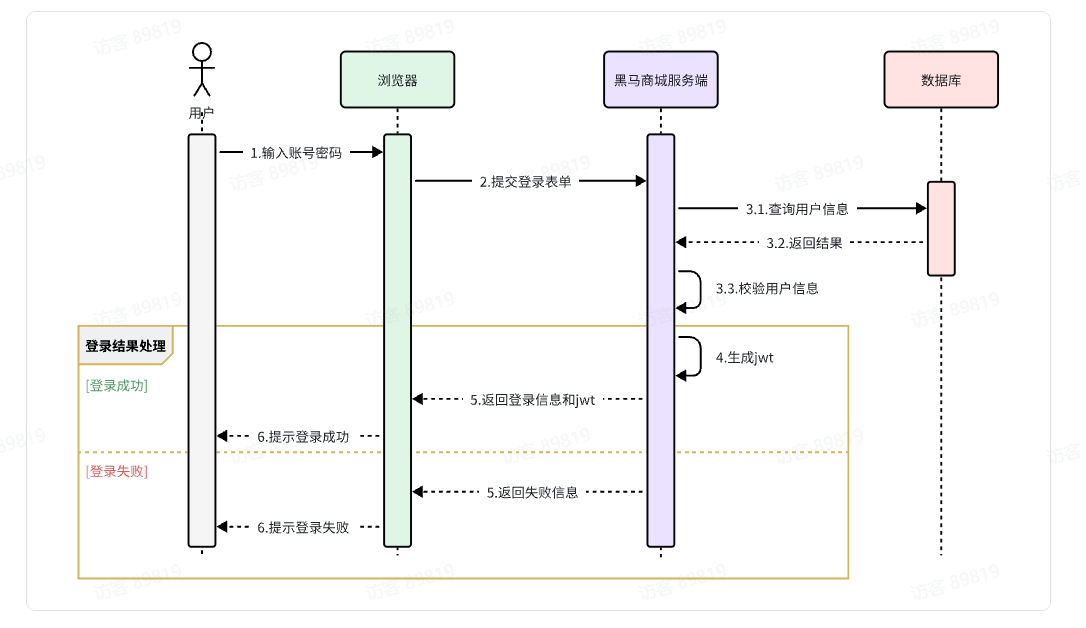 用户
浏览器
黑马商城服务端
数据库
1.输入账号密码
2.提交登录表单
3.1.查询用户信息
3.2.返回结果
3.3.校验用户信息
登录结果处理
4.生成jwt
[登录成功]
5.返回登录信息和jwt
6.提示登录成功
[登录失败]
5.返回失败信息
6.提示登录失败
访客 89819